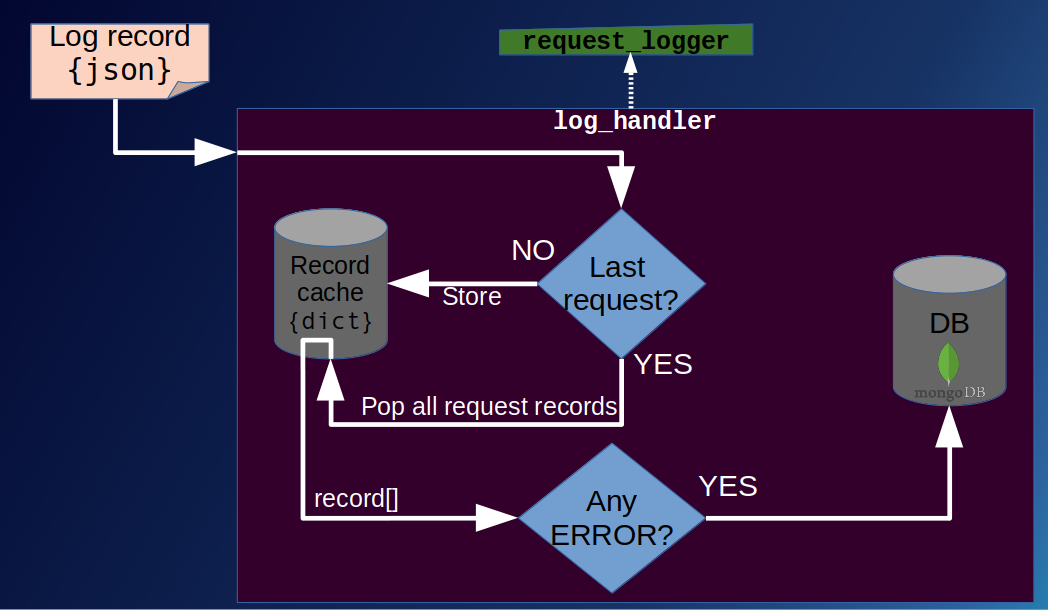 Log record
{json}
request_logger
log_handler
NO
Last
request?
Record
cache
{dict}
Store
DB
mongoDB
YES
Pop all request records
record[]
Any
ERROR?
YES